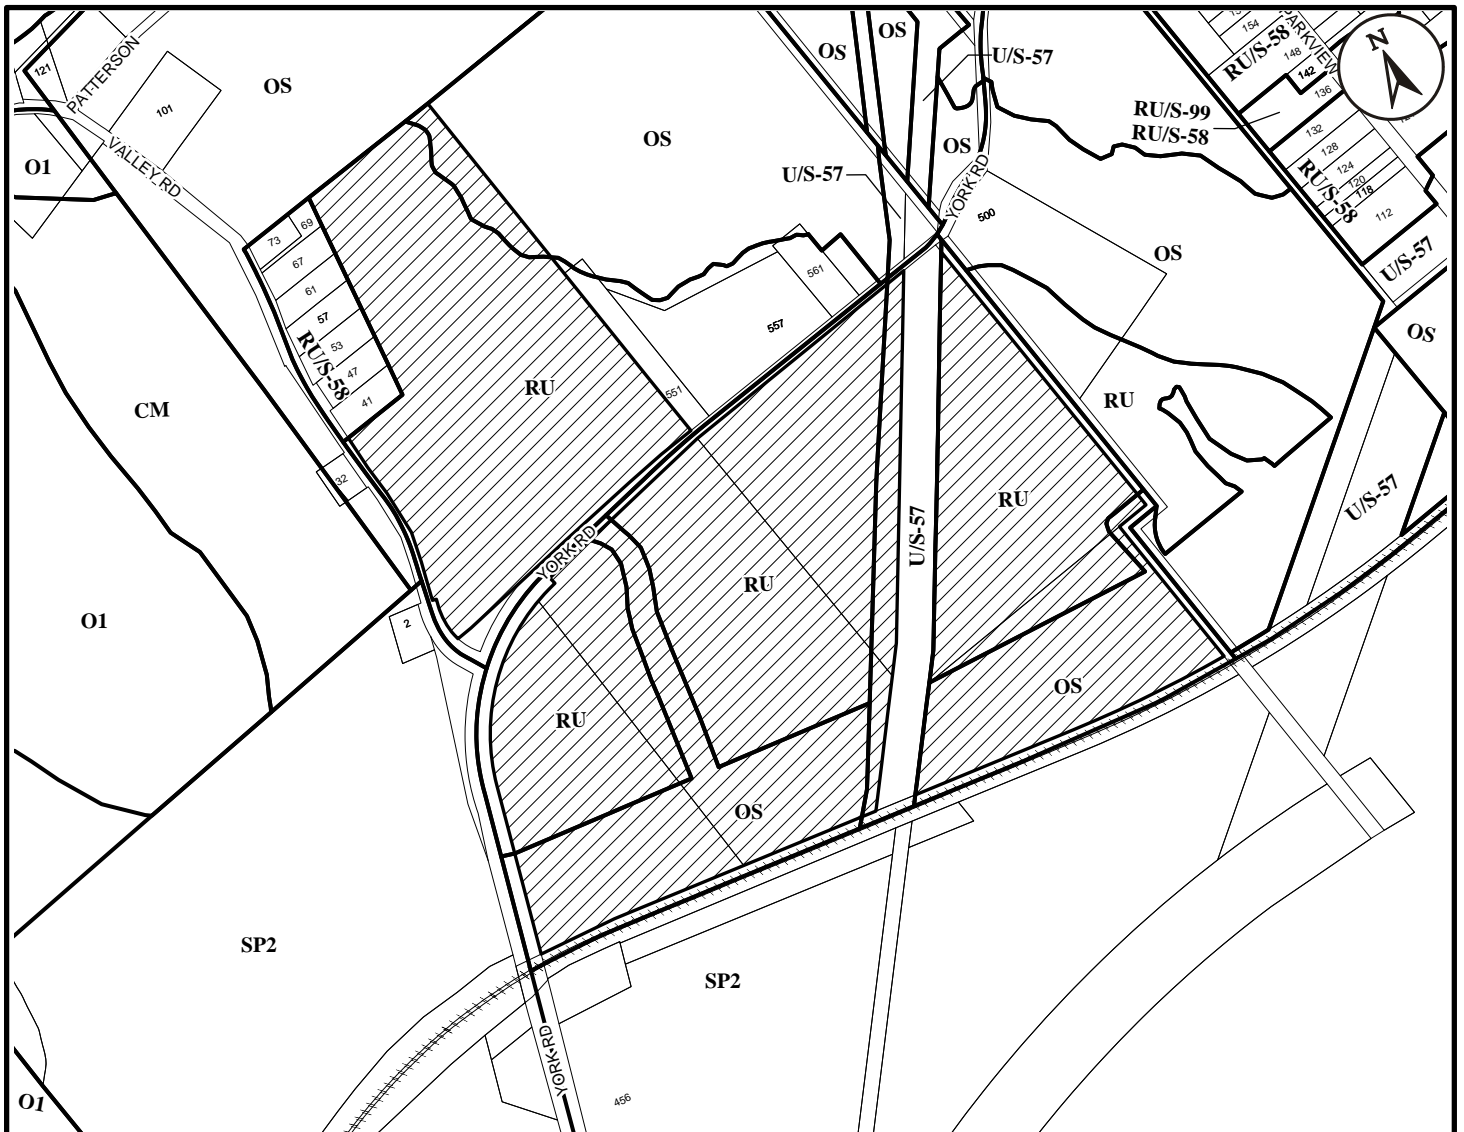 121
PATTERSON
101
OS
OS
OS
U/S-57
154
RU/S-58
148
PARKVIEW
142
N
136
RU/S-99
RU/S-58
132
128
124
120
118
112
RU/S-58
U/S-57
O1
VALLEY RD
OS
OS
U/S-57
YORK RD
500
OS
73
69
67
61
57
53
47
41
RU/S-58
561
557
551
OS
CM
RU
RU
32
RU
U/S-57
U/S-57
YORK RD
RU
O1
2
RU
OS
OS
SP2
SP2
YORK RD
456
O1